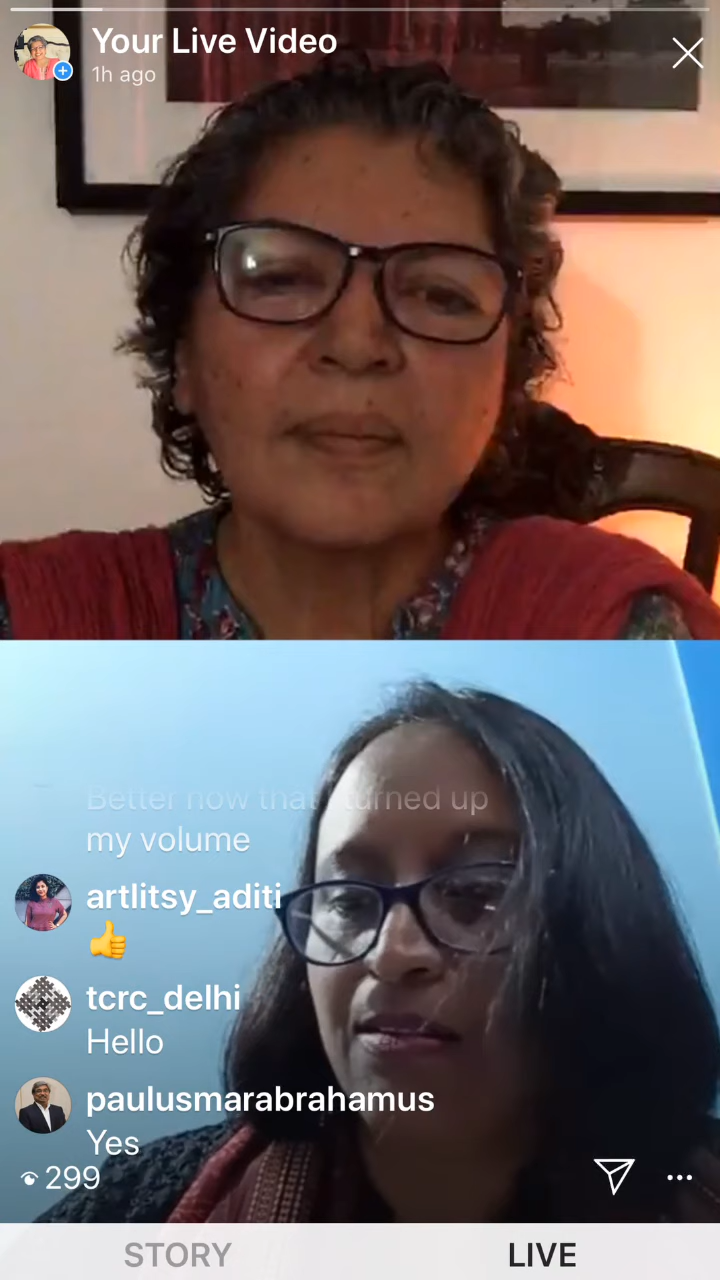 Your Live Video
1h ago
Better now that I turned up
my volume
artlitsy_aditi
👍
tcrc_delhi
Hello
paulusmarabrahamus
Yes
299
STORY
LIVE